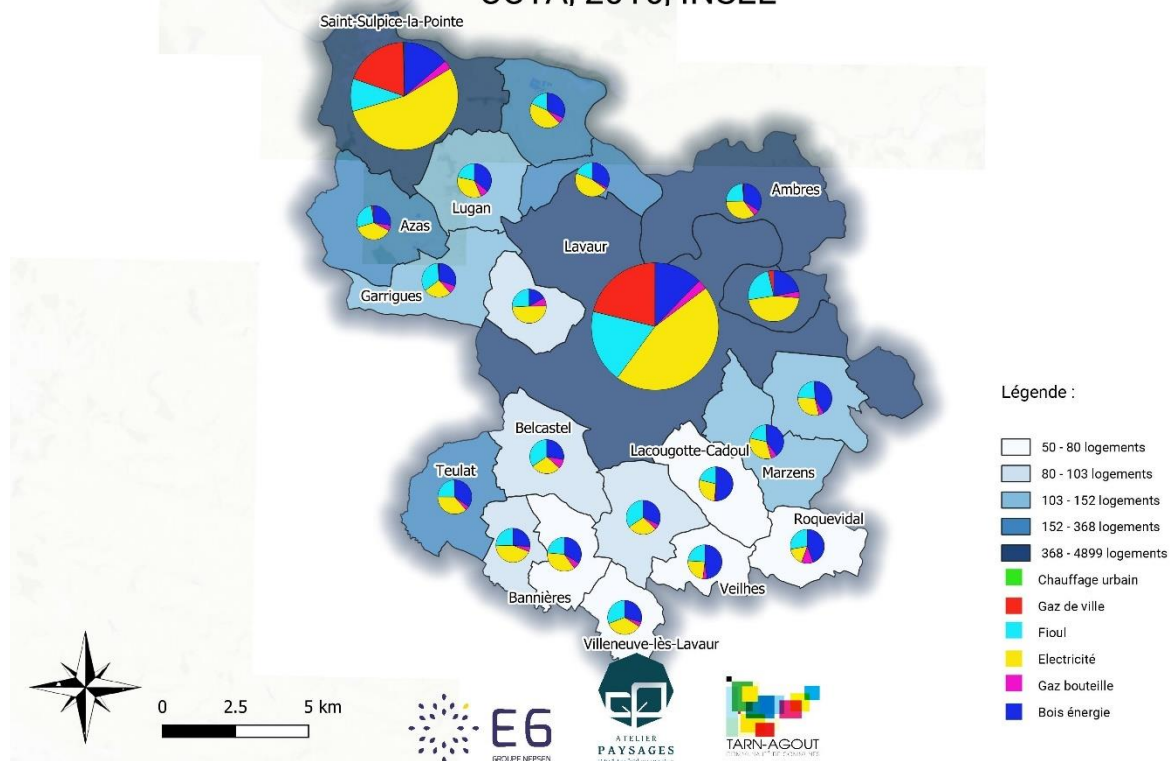 Saint-Sulpice-la-Pointe
Ambres
Lugan
Azas
Lavaur
Garrigues
Belcastel
Lacougotte-Cadoul
Teulat
Marzens
Roquevidal
Bannières
Veilhes
Villeneuve-lès-Lavaur
Légende :
50 - 80 logements
80 - 103 logements
103 - 152 logements
152 - 368 logements
368 - 4899 logements
Chauffage urbain
Gaz de ville
Fioul
Electricité
Gaz bouteille
Bois énergie
0 2.5 5 km
E6
GROUPE NEPSEN
ATELIER
PAYSAGES
TARN-AGOUT